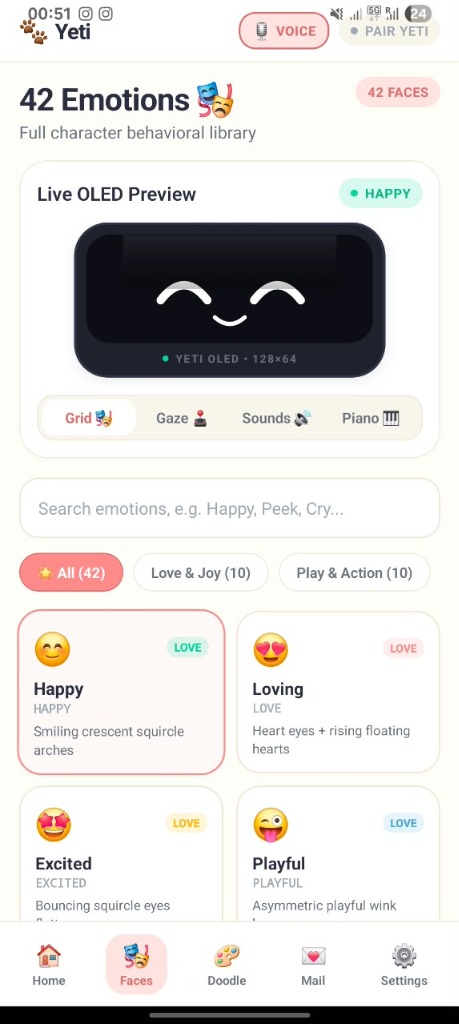 00:51
5G R 24
Yeti
VOICE
PAIR YETI
42 Emotions
42 FACES
Full character behavioral library
Live OLED Preview
HAPPY
YETI OLED • 128×64
Grid
Gaze
Sounds
Piano
Search emotions, e.g. Happy, Peek, Cry...
All (42)
Love & Joy (10)
Play & Action (10)
LOVE
Happy
HAPPY
Smiling crescent squircle
arches
LOVE
Loving
LOVE
Heart eyes + rising floating
hearts
LOVE
Excited
EXCITED
Bouncing squircle eyes
LOVE
Playful
PLAYFUL
Asymmetric playful wink
Home
Faces
Doodle
Mail
Settings